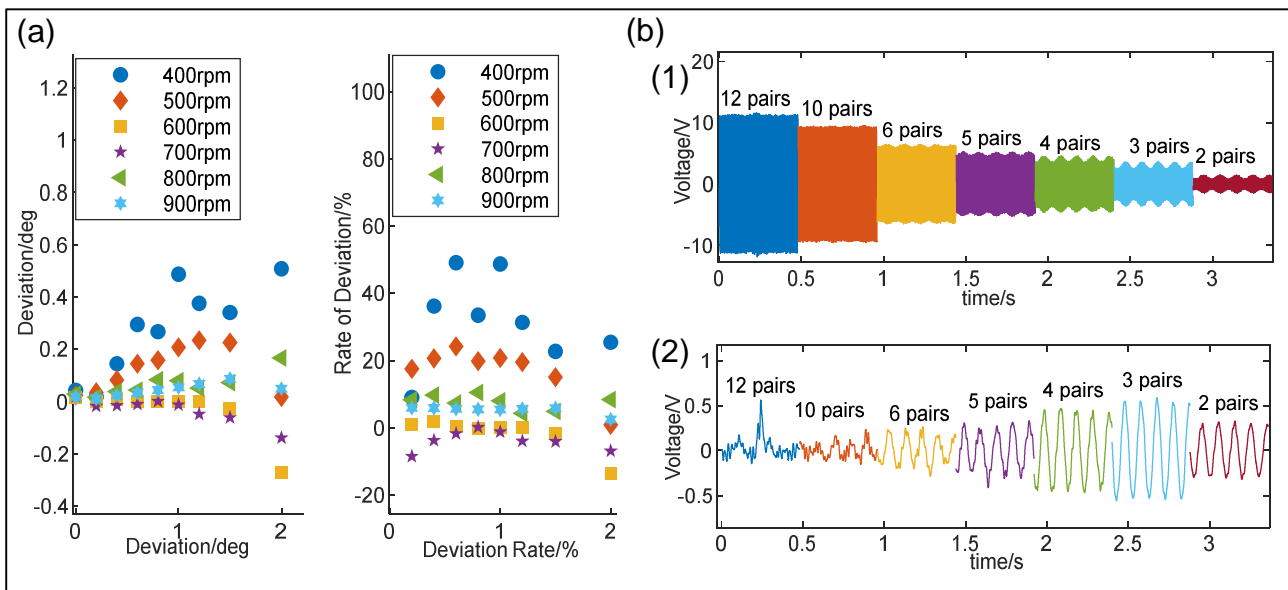 (a)
400rpm
500rpm
600rpm
700rpm
800rpm
900rpm
1.2
1
0.8
0.6
0.4
0.2
0
-0.2
-0.4
Deviation/deg
0
1
2
Deviation/deg
400rpm
500rpm
600rpm
700rpm
800rpm
900rpm
100
80
60
40
20
0
-20
Rate of Deviation/%
0
1
2
Deviation Rate/%
(b)
(1)
20
10
0
-10
Voltage/V
12 pairs
10 pairs
6 pairs
5 pairs
4 pairs
3 pairs
2 pairs
0
0.5
1
1.5
2
2.5
3
time/s
(2)
1
0.5
0
-0.5
Voltage/V
12 pairs
10 pairs
6 pairs
5 pairs
4 pairs
3 pairs
2 pairs
0
0.5
1
1.5
2
2.5
3
time/s